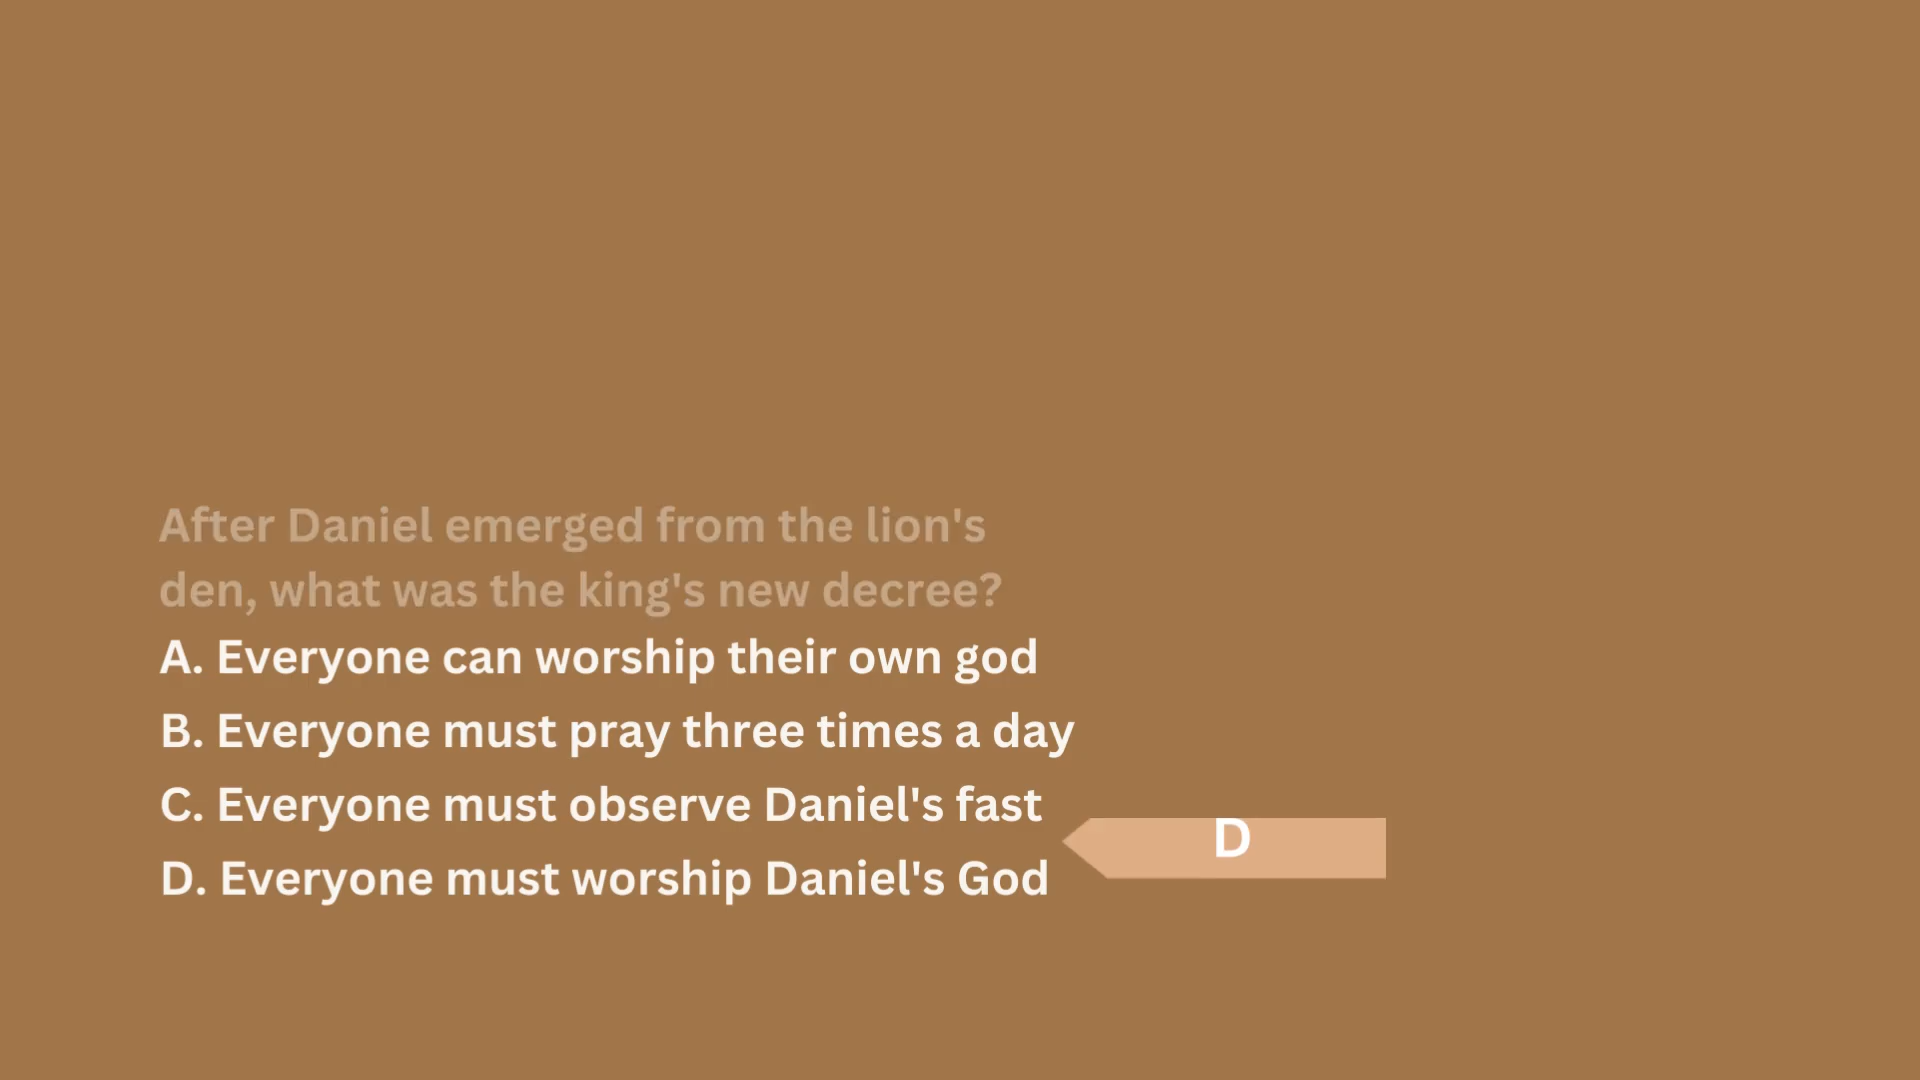 After Daniel emerged from the lion's
den, what was the king's new decree?
A. Everyone can worship their own god
B. Everyone must pray three times a day
C. Everyone must observe Daniel's fast
D
D. Everyone must worship Daniel's God